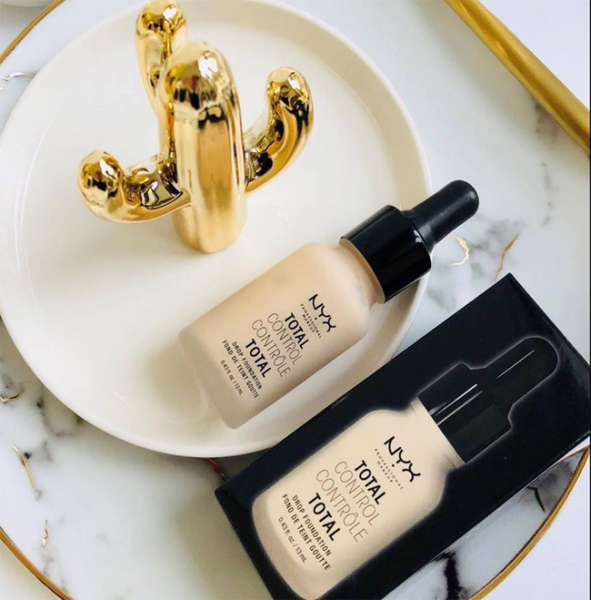 NYX
PROFESSIONAL
MAKEUP
TOTAL
CONTROL
CONTRÔLE
TOTAL
DROP FOUNDATION
FOND DE TEINT GOUTTE
0.43 fl. oz / 13 mL
NYX
PROFESSIONAL
MAKEUP
TOTAL
CONTROL
CONTRÔLE
TOTAL
DROP FOUNDATION
FOND DE TEINT GOUTTE
0.43 fl. oz / 13 mL